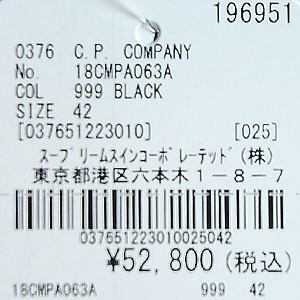 196951
0376 C.P. COMPANY
No. 18CMPA063A
COL 999 BLACK
SIZE 42
[037651223010] [025]
スープリームスインコーポレーテッド(株)
東京都港区六本木1-8-7
037651223010025042
¥52,800(税込)
18CMPA063A 999 42